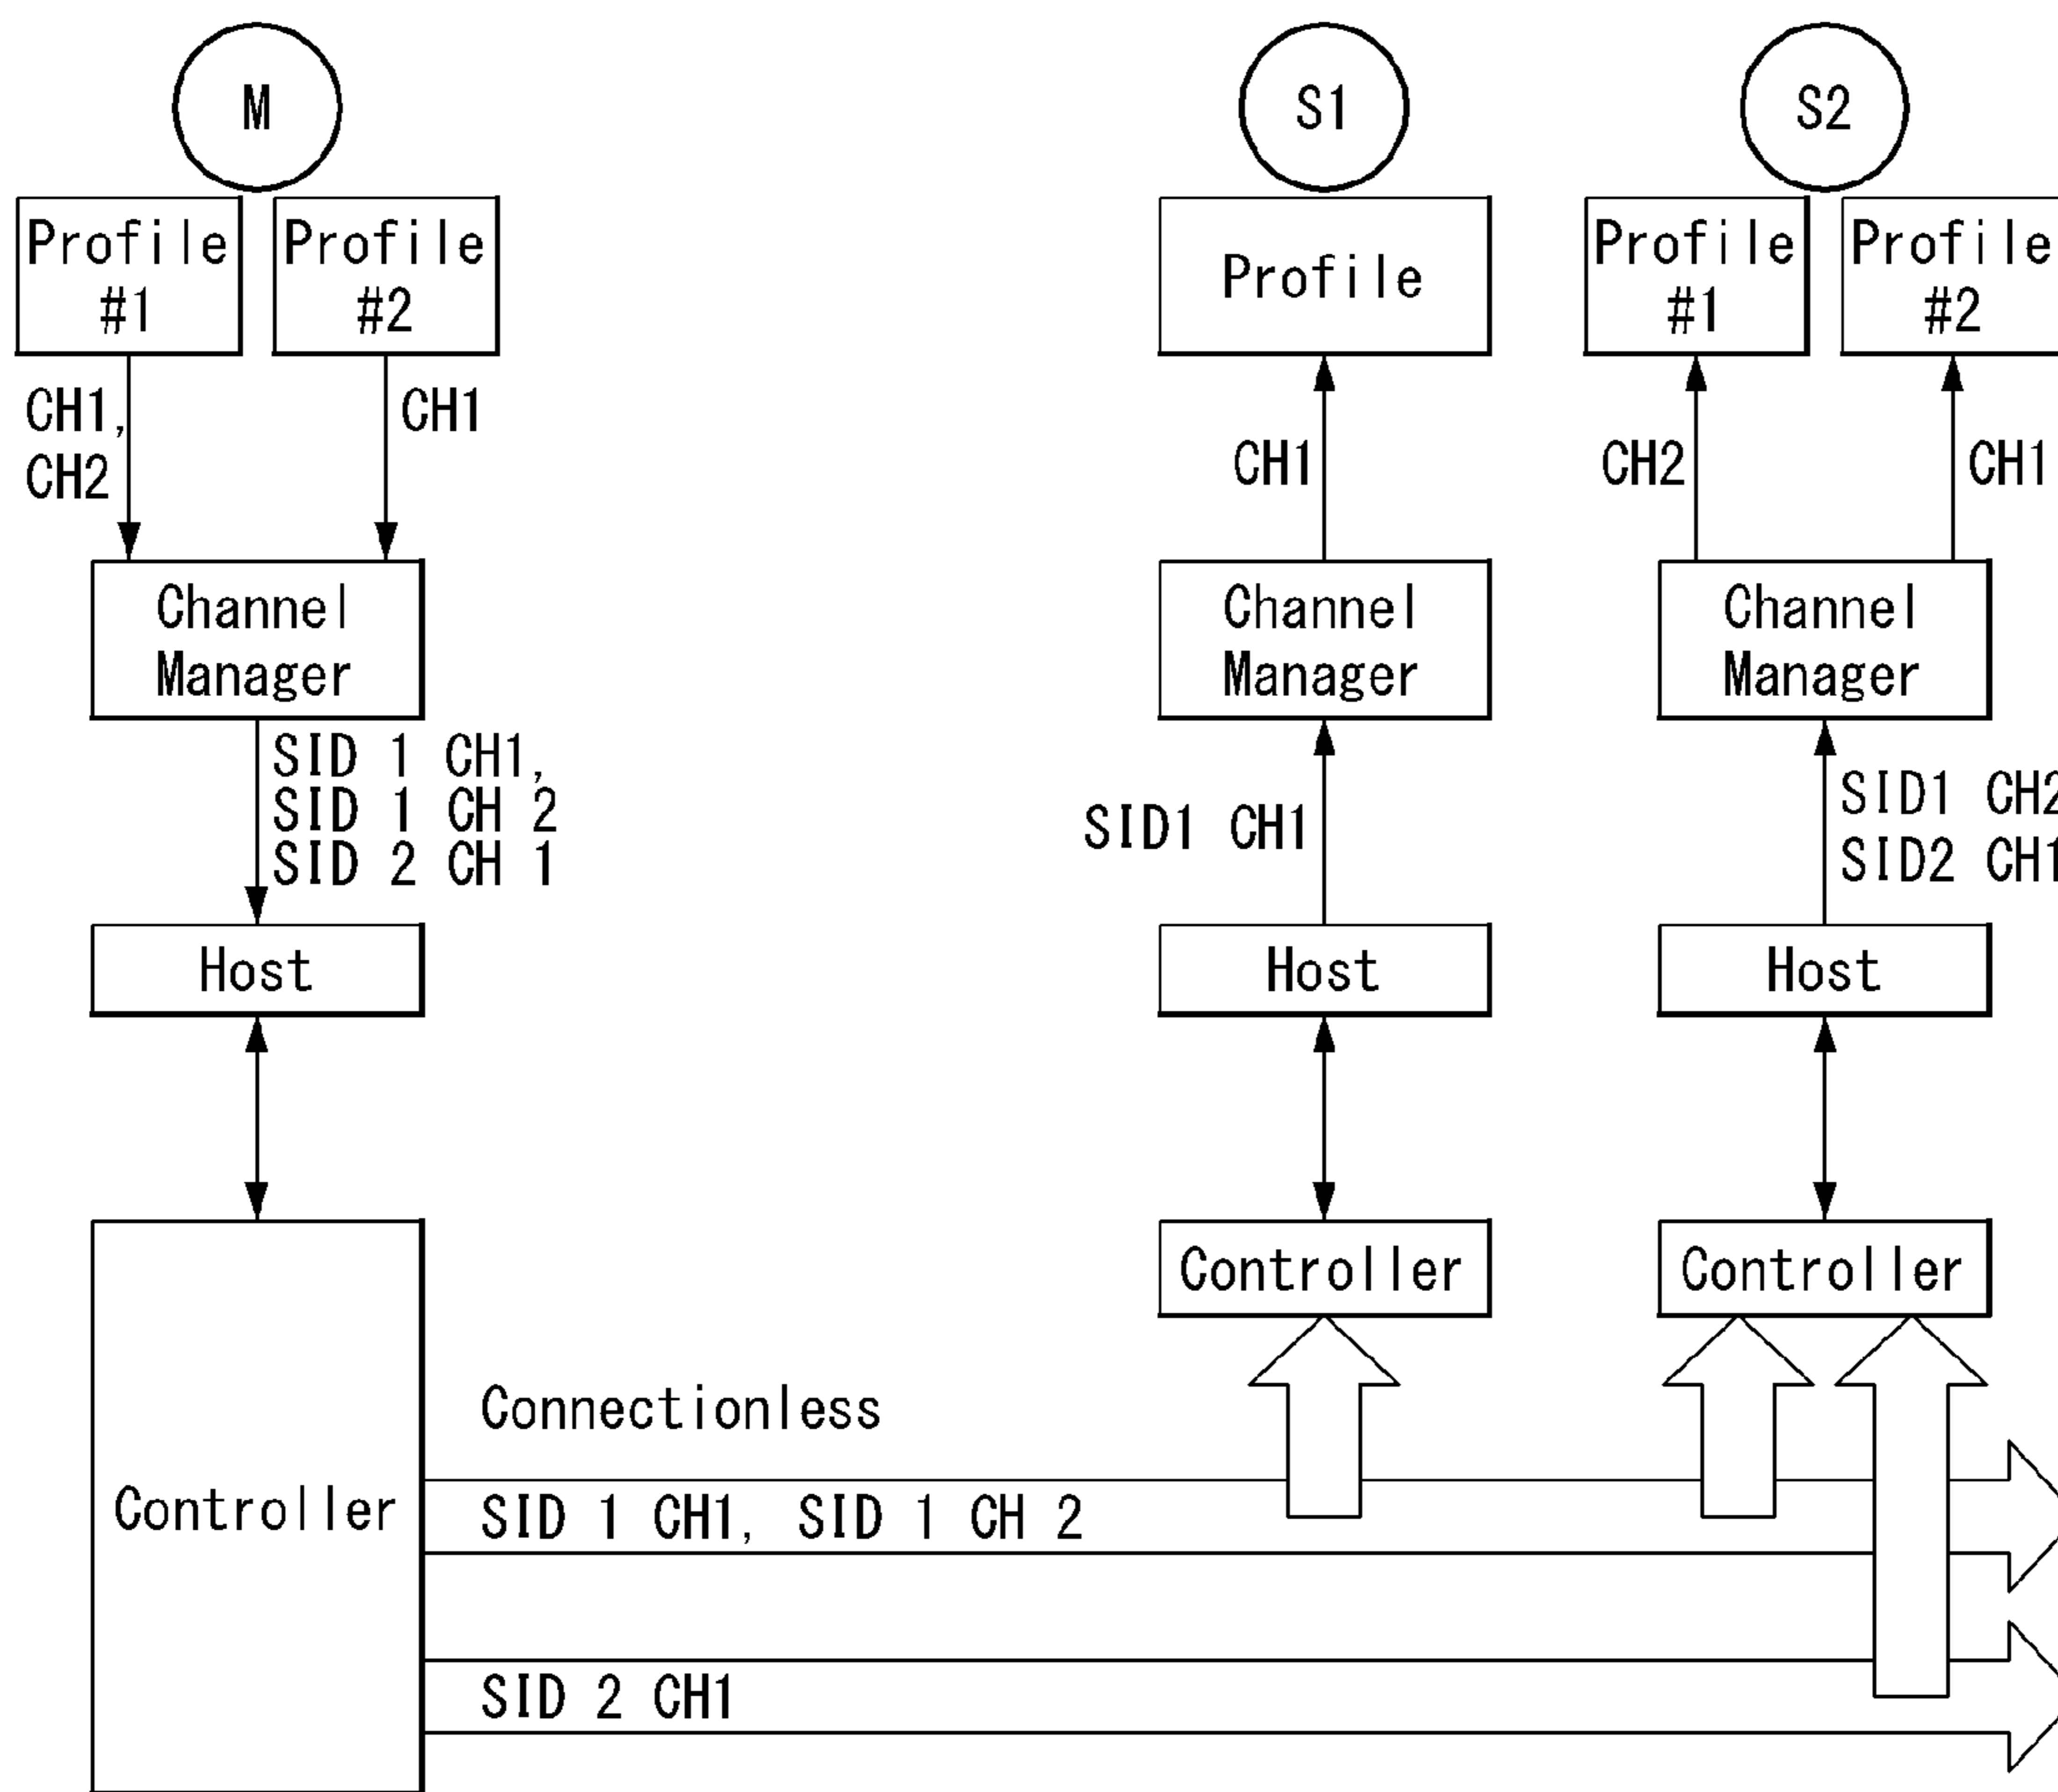 M
S1
S2
Profile
#1
Profile
#2
Profile
Profile
#1
Profile
#2
CH1,
CH2
CH1
CH1
CH2
CH1
Channel
Manager
Channel
Manager
Channel
Manager
SID 1 CH1,
SID 1 CH 2
SID 2 CH 1
SID1 CH1
SID1 CH2
SID2 CH1
Host
Host
Host
Controller
Controller
Controller
Connectionless
SID 1 CH1, SID 1 CH 2
SID 2 CH1